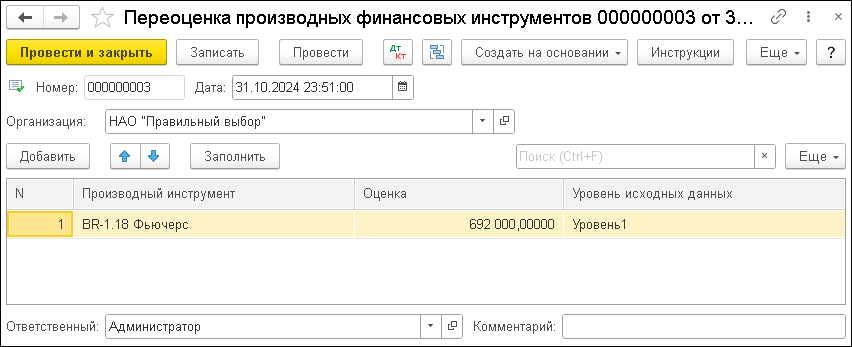 Переоценка производных финансовых инструментов 000000003 от 3...
Провести и закрыть Записать Провести Дт Кт Создать на основании Инструкции Еще ?
Номер: 000000003 Дата: 31.10.2024 23:51:00
Организация: НАО "Правильный выбор"
Добавить Заполнить Поиск (Ctrl+F) × Еще
N Производный инструмент Оценка Уровень исходных данных
1 BR-1.18 Фьючерс 692 000,00000 Уровень1
Ответственный: Администратор Комментарий: